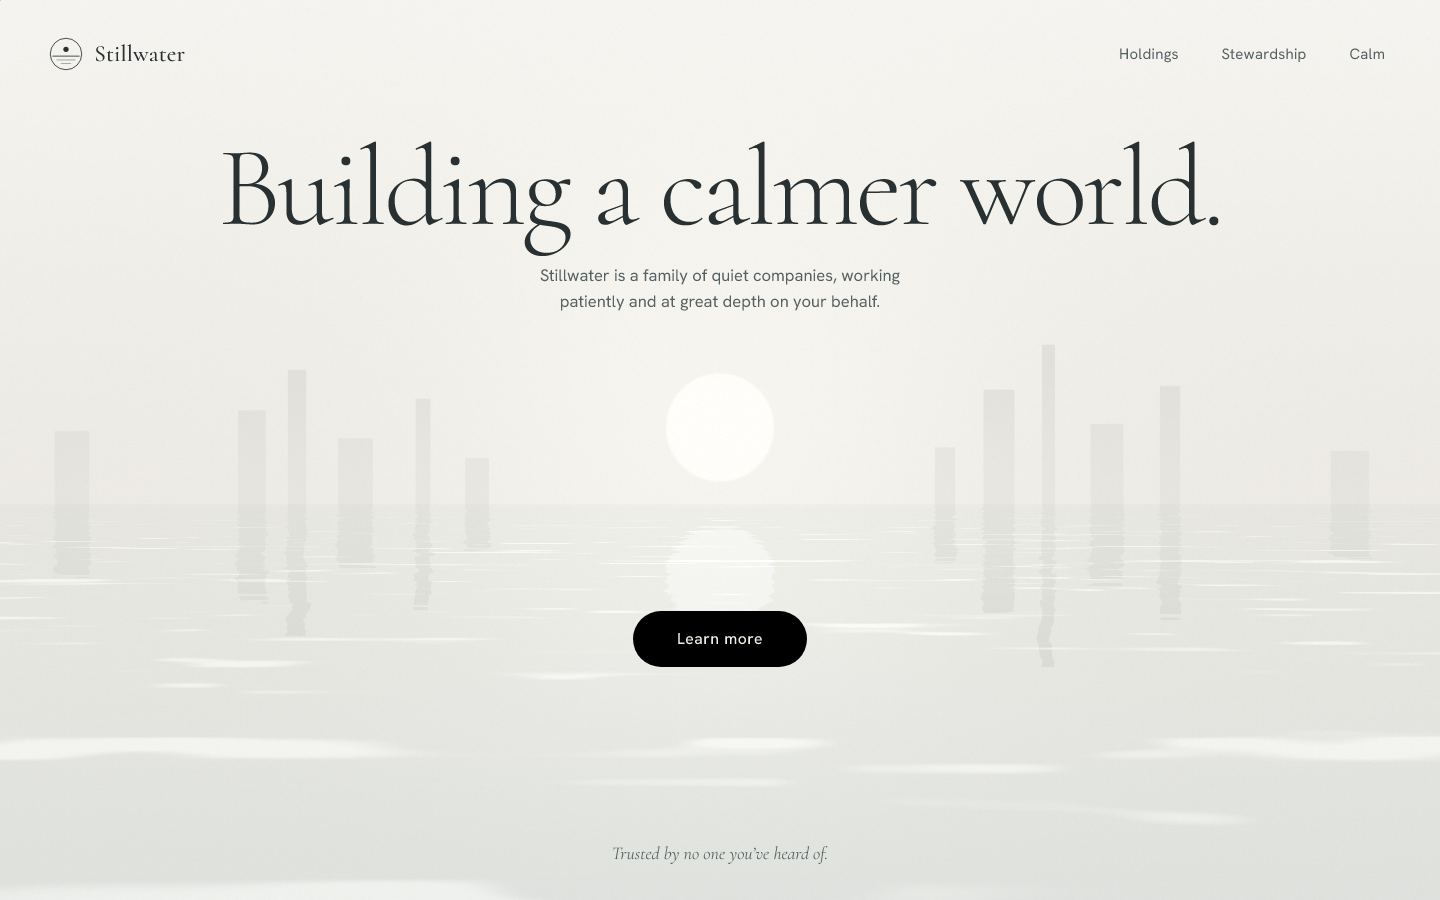 Stillwater
Holdings
Stewardship
Calm
Building a calmer world.
Stillwater is a family of quiet companies, working
patiently and at great depth on your behalf.
Learn more
Trusted by no one you’ve heard of.